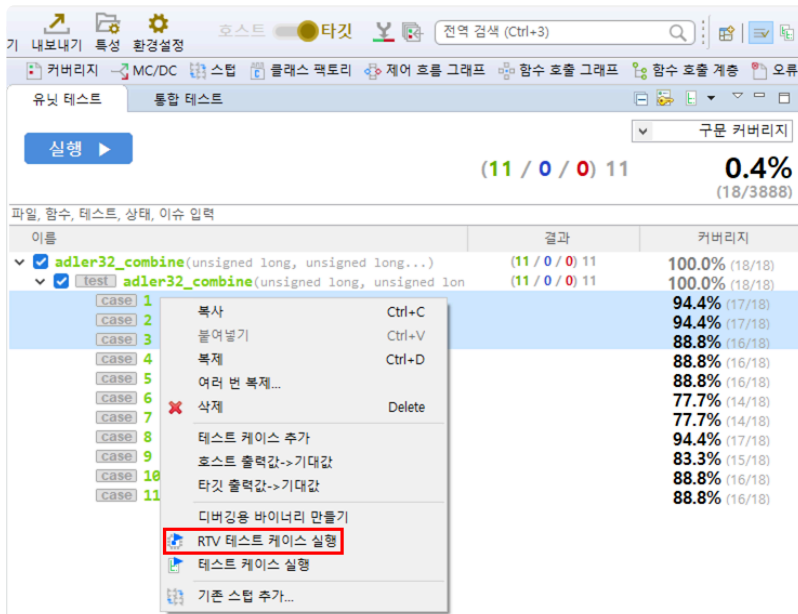 호스트 타깃 전역 검색 (Ctrl+3)
기 내보내기 특성 환경설정
커버리지 MC/DC 스텁 클래스 팩토리 제어 흐름 그래프 함수 호출 그래프 함수 호출 계층 오류
유닛 테스트 통합 테스트
구문 커버리지
실행
(11 / 0 / 0) 11 0.4%
(18/3888)
파일, 함수, 테스트, 상태, 이슈 입력
이름 결과 커버리지
adler32_combine(unsigned long, unsigned long...) (11 / 0 / 0) 11 100.0% (18/18)
test adler32_combine(unsigned long, unsigned lon (11 / 0 / 0) 11 100.0% (18/18)
case 1 94.4% (17/18)
case 2 94.4% (17/18)
case 3 88.8% (16/18)
case 4 88.8% (16/18)
case 5 88.8% (16/18)
case 6 77.7% (14/18)
case 7 77.7% (14/18)
case 8 94.4% (17/18)
case 9 83.3% (15/18)
case 10 88.8% (16/18)
case 11 88.8% (16/18)
복사 Ctrl+C
붙여넣기 Ctrl+V
복제 Ctrl+D
여러 번 복제...
삭제 Delete
테스트 케이스 추가
호스트 출력값->기대값
타깃 출력값->기대값
디버깅용 바이너리 만들기
RTV 테스트 케이스 실행
테스트 케이스 실행
기존 스텁 추가...